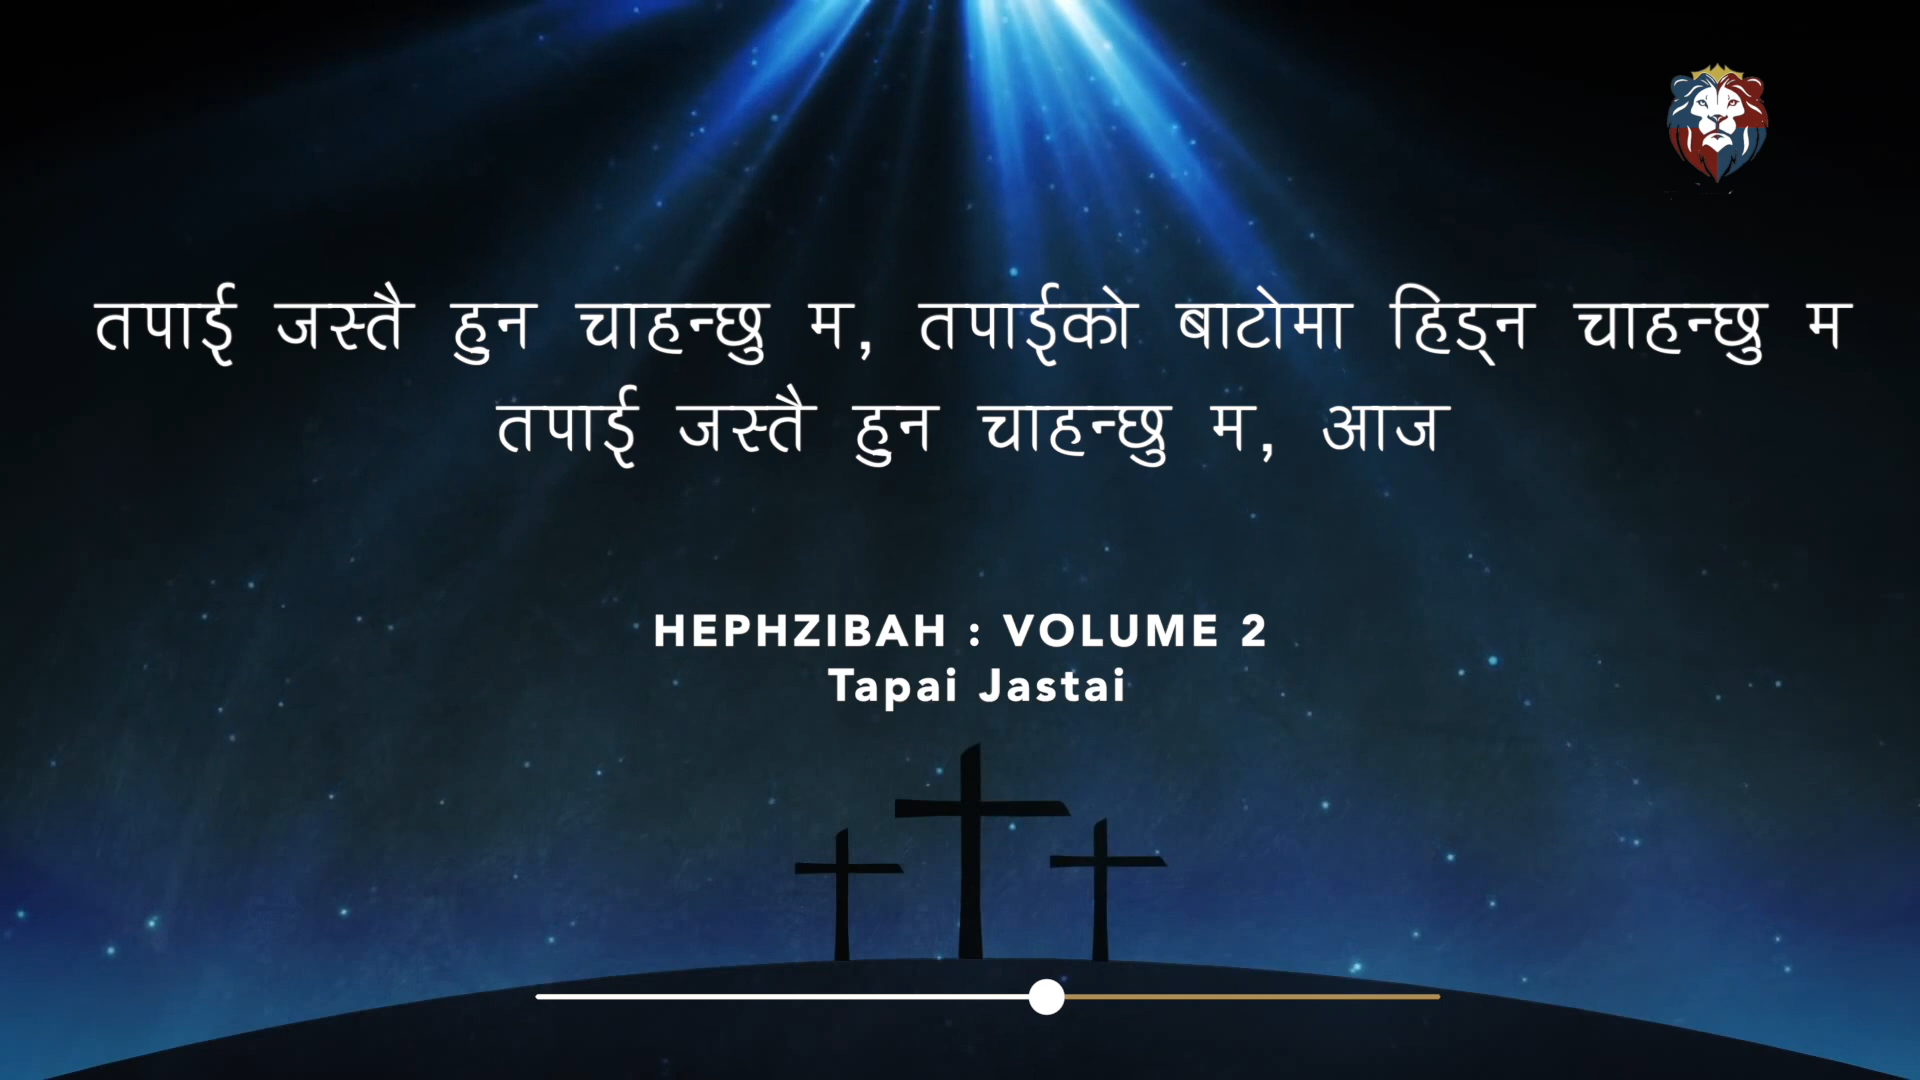 तपाई जस्तै हुन चाहन्छु म, तपाईको बाटोमा हिड्न चाहन्छु म
तपाई जस्तै हुन चाहन्छु म, आज
HEPHZIBAH : VOLUME 2
Tapai Jastai